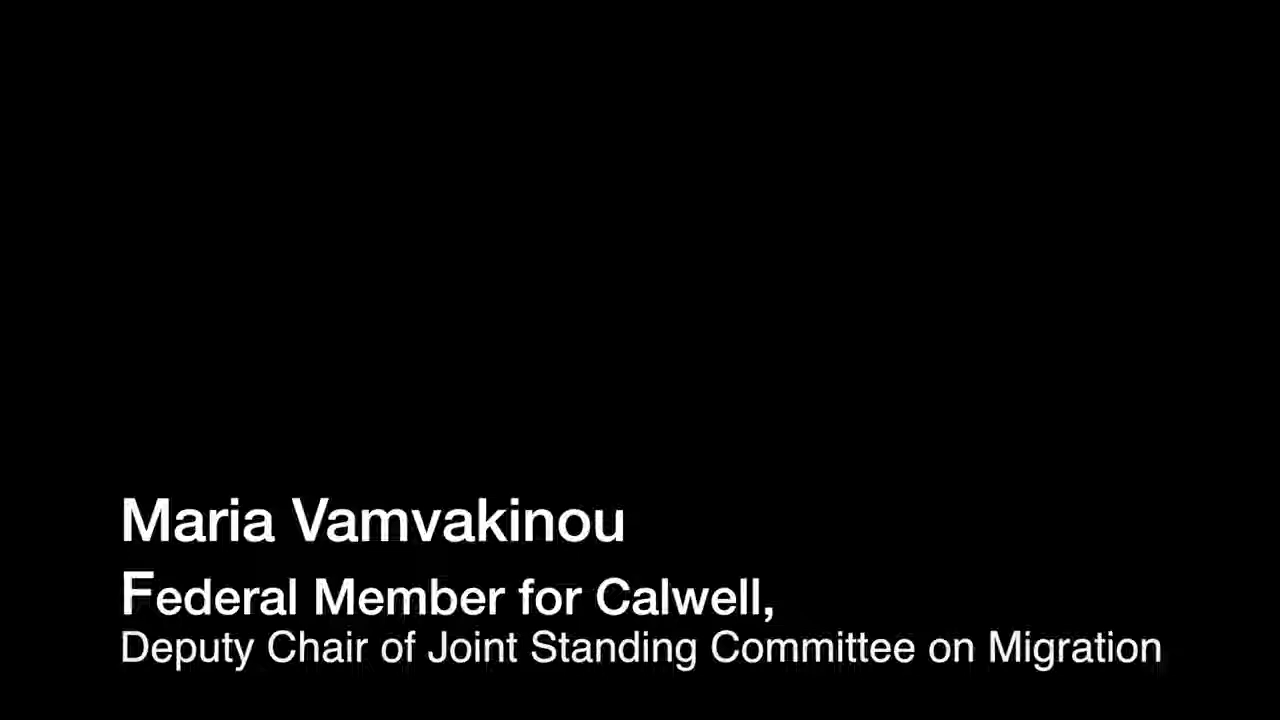 Maria Vamvakinou
Federal Member for Calwell,
Deputy Chair of Joint Standing Committee on Migration